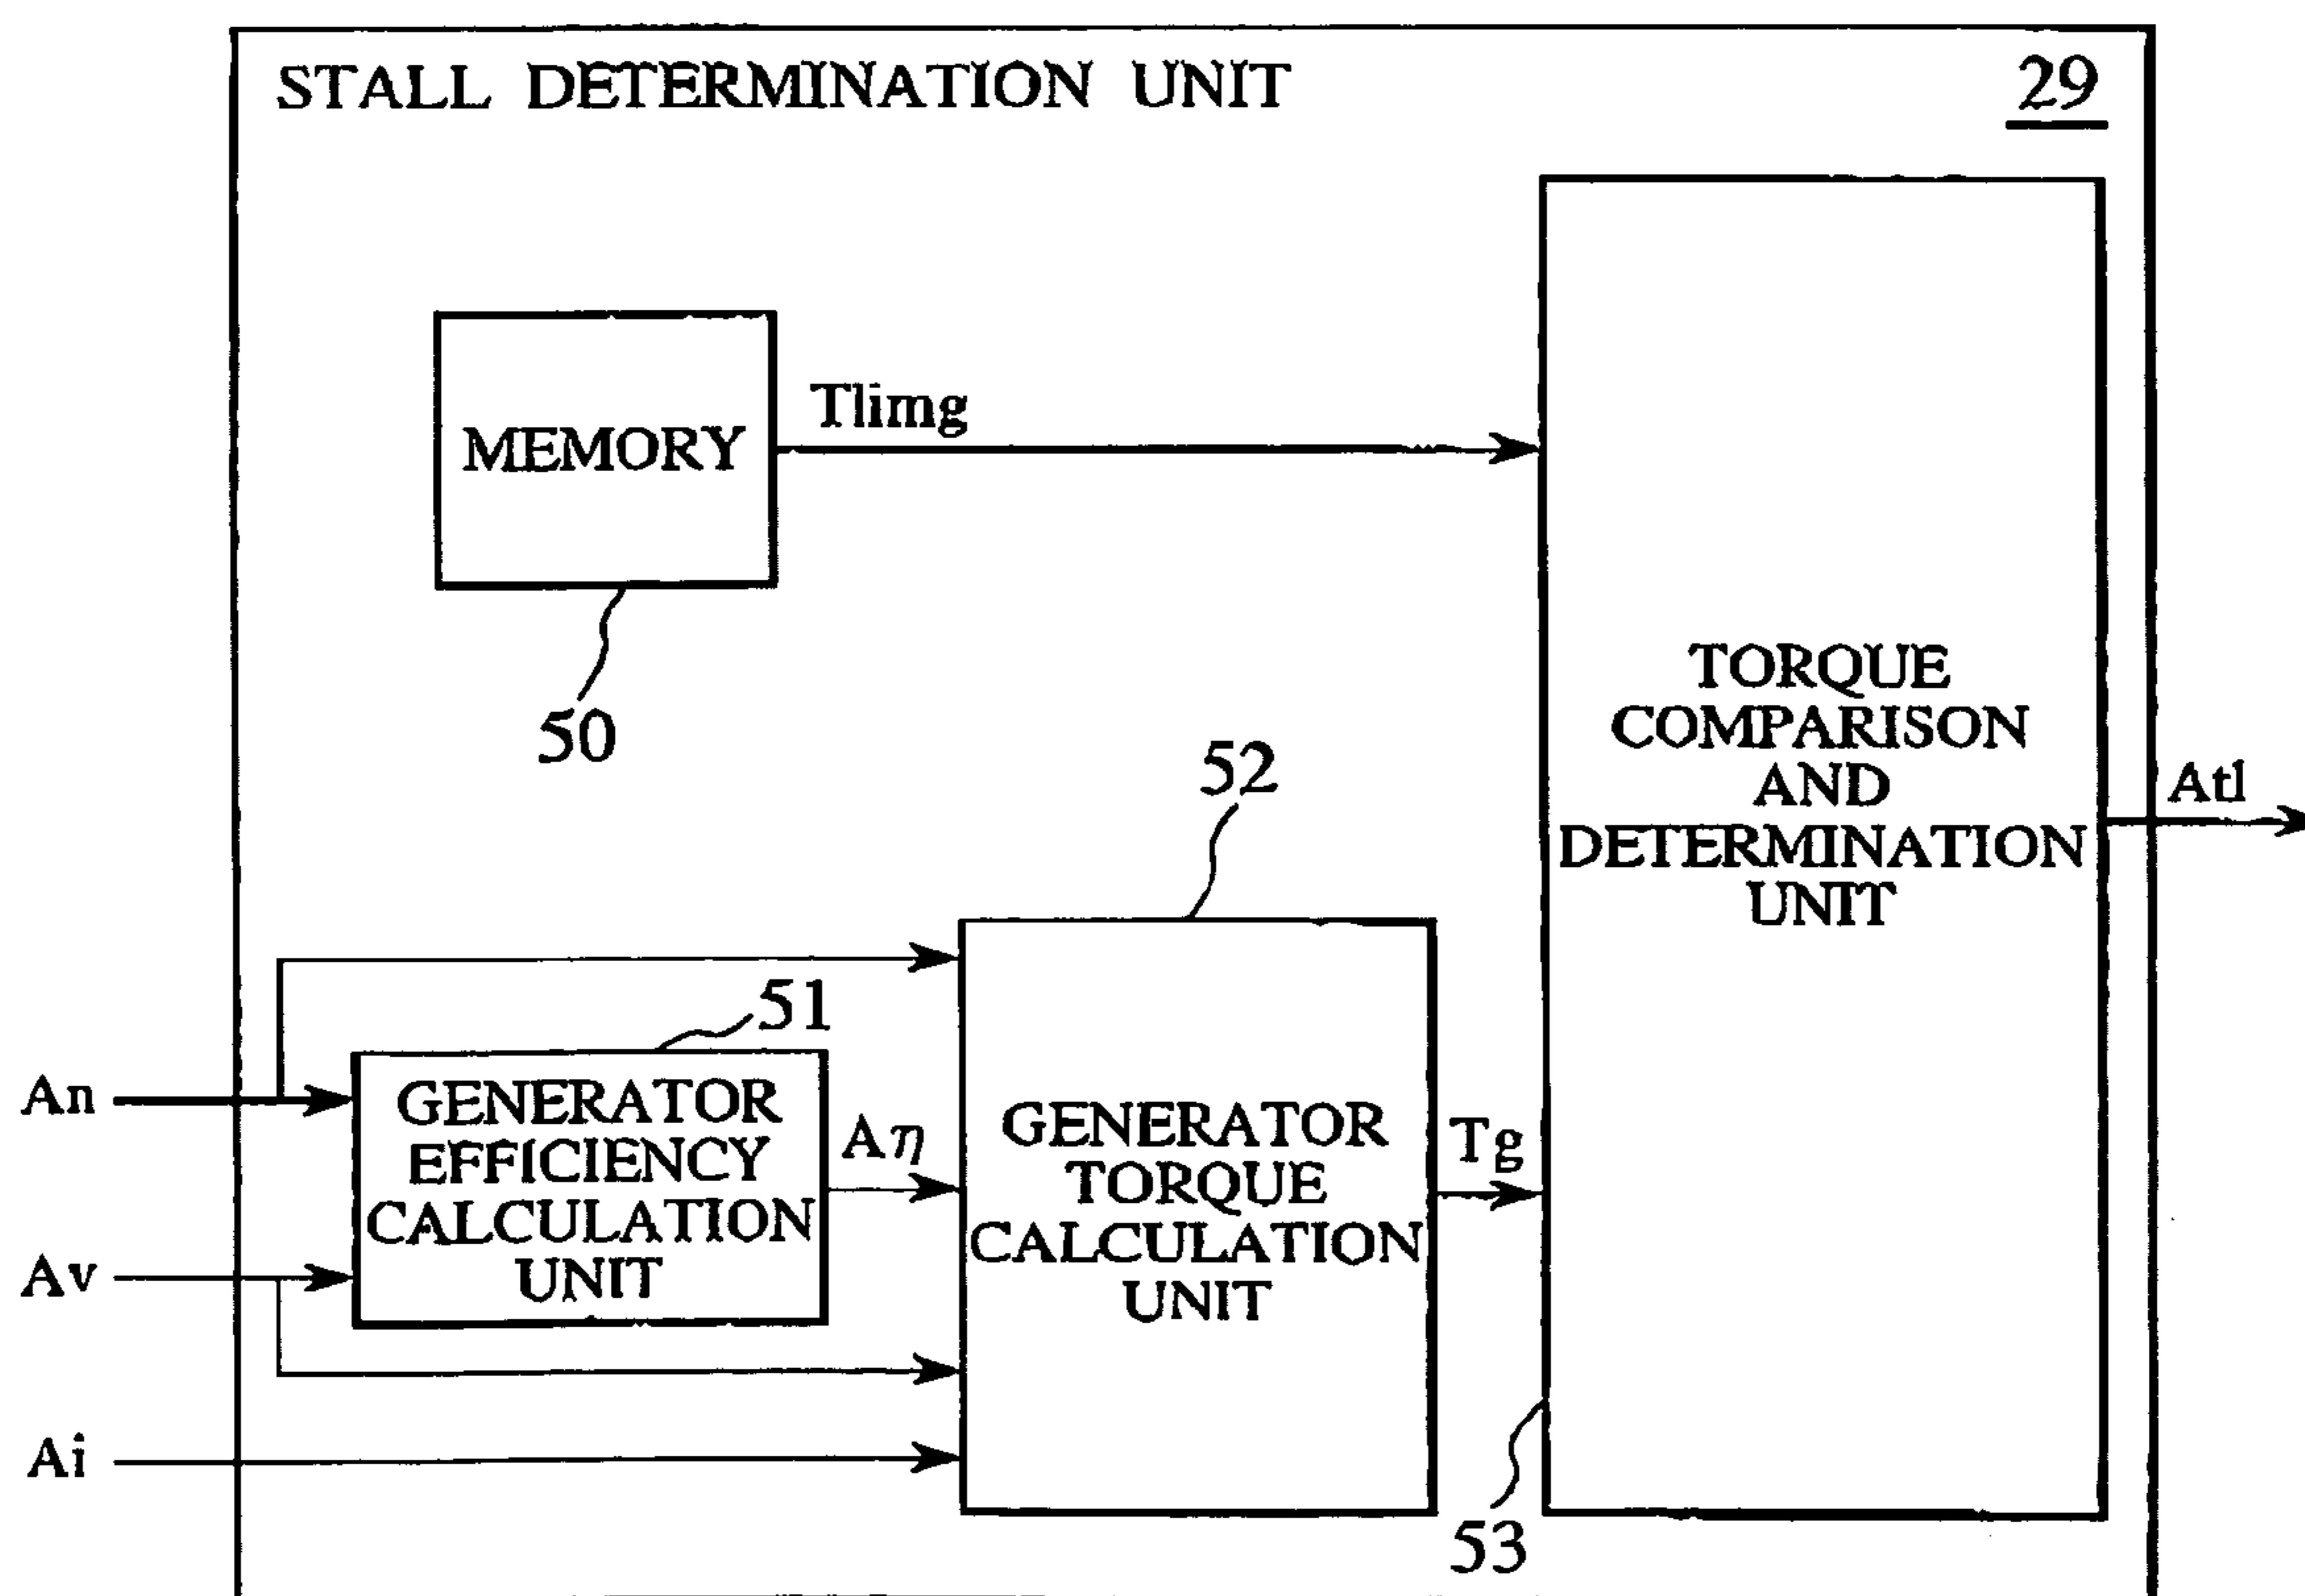 STALL DETERMINATION UNIT
29
MEMORY
Tlimg
50
TORQUE
COMPARISON
AND
DETERMINATION
UNIT
Atl
52
51
An
GENERATOR
EFFICIENCY
CALCULATION
UNIT
Aη
GENERATOR
TORQUE
CALCULATION
UNIT
Tg
Av
Ai
53